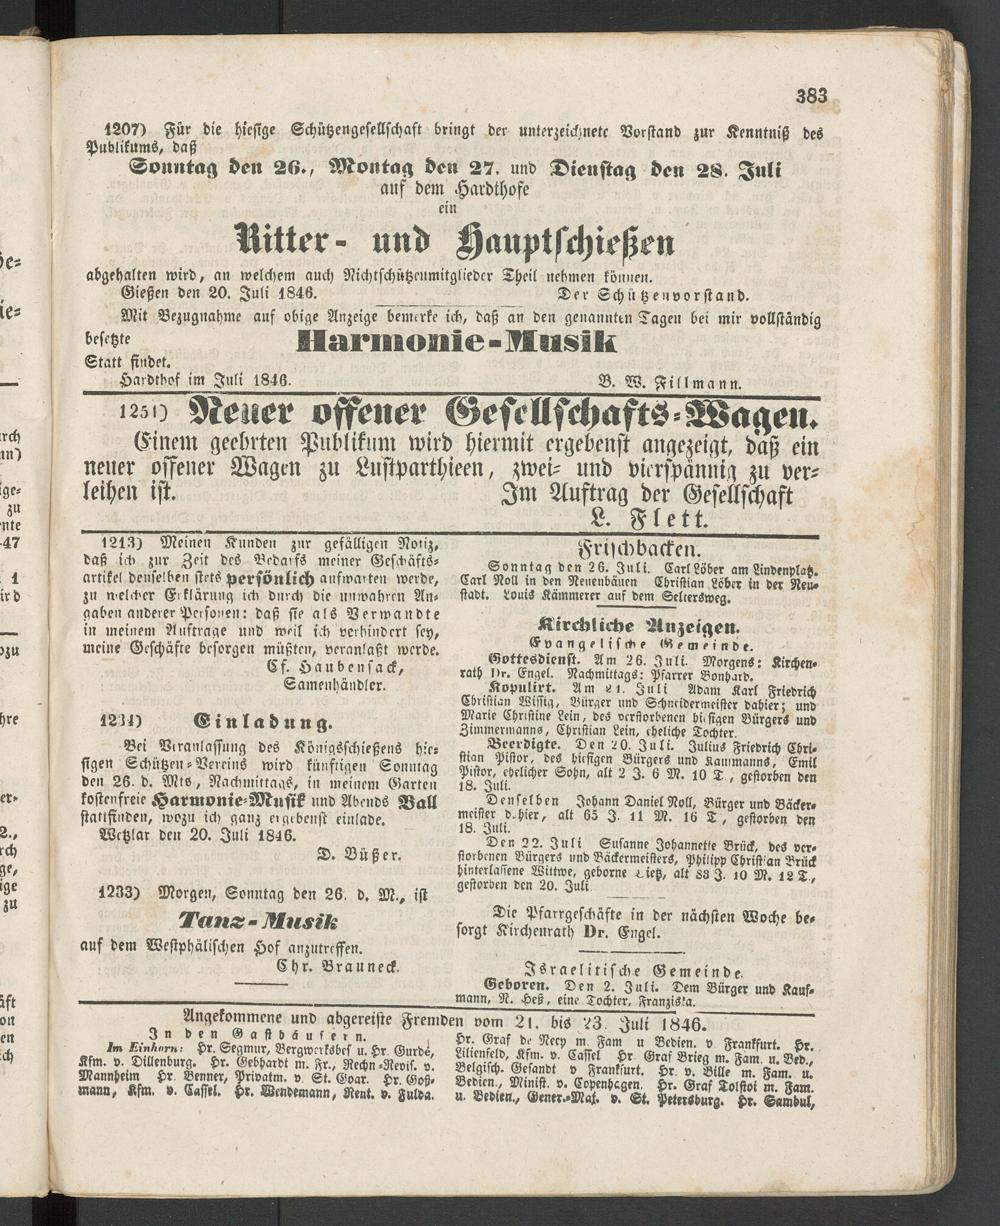 383
1207) Für die hiesige Schützengesellschaft bringt der unterzeichnete Vorstand zur Kenntniß des
Publikums, daß
Sonntag den 26., Montag den 27. und Dienstag den 28. Juli
auf dem Hardthofe
ein
Ritter- und Hauptschießen
abgehalten wird, an welchem auch Nichtschützenmitglieder Theil nehmen können.
Gießen den 20. Juli 1846. Der Schützenvorstand.
Mit Bezugnahme auf obige Anzeige bemerke ich, daß an den genannten Tagen bei mir vollständig
besetzte Harmonie-Musik
Statt findet.
Hardthof im Juli 1846. B. W. Fillmann.
1251) Neuer offener Gesellschafts-Wagen.
Einem geehrten Publikum wird hiermit ergebenst angezeigt, daß ein
neuer offener Wagen zu Lustparthieen, zwei- und vierspännig zu ver-
leihen ist. Im Auftrag der Gesellschaft
L. Flett.
1213) Meinen Kunden zur gefälligen Notiz,
daß ich zur Zeit des Bedarfs meiner Geschäfts-
artikel denselben stets persönlich aufwarten werde,
zu welcher Erklärung ich durch die unwahren An-
gaben anderer Personen: daß sie als Verwandte
in meinem Auftrage und weil ich verhindert sey,
meine Geschäfte besorgen müßten, veranlaßt werde.
Cf. Haubensack,
Samenhändler.
1234) Einladung.
Bei Veranlassung des Königsschießens hie-
sigen Schützen-Vereins wird künftigen Sonntag
den 26. d. Mts, Nachmittags, in meinem Garten
kostenfreie Harmonie-Musik und Abends Ball
stattfinden, wozu ich ganz ergebenst einlade.
Wetzlar den 20. Juli 1846.
D. Büßer.
1233) Morgen, Sonntag den 26. d. M., ist
Tanz-Musik
auf dem Westphälischen Hof anzutreffen.
Chr. Brauneck.
Frischbacken.
Sonntag den 26. Juli. Carl Löber am Lindenplatz.
Carl Noll in den Neuenbäuen Christian Löber in der Neu-
stadt. Louis Kämmerer auf dem Seltersweg.
Kirchliche Anzeigen.
Evangelische Gemeinde.
Gottesdienst. Am 26. Juli. Morgens: Kirchen-
rath Dr. Engel. Nachmittags: Pfarrer Bonhard.
Kopulirt. Am 21. Juli Adam Karl Friedrich
Christian Wissig, Bürger und Schneidermeister dahier; und
Marie Christine Lein, des verstorbenen hiesigen Bürgers und
Zimmermanns, Christian Lein, eheliche Tochter.
Beerdigte. Den 20. Juli. Julius Friedrich Chri-
stian Pistor, des hiesigen Bürgers und Kaufmanns, Emil
Pistor, ehelicher Sohn, alt 2 J. 6 M. 10 T., gestorben den
18. Juli.
Denselben Johann Daniel Noll, Bürger und Bäcker-
meister dahier, alt 65 J. 11 M. 16 T, gestorben den
18. Juli.
Den 22. Juli Susanne Johannette Brück, des ver-
storbenen Bürgers und Bäckermeisters, Philipp Christian Brück
hinterlassene Wittwe, geborne Lietz, alt 83 J. 10 M. 12 T.,
gestorben den 20. Juli
Die Pfarrgeschäfte in der nächsten Woche be-
sorgt Kirchenrath Dr. Engel.
Israelitische Gemeinde.
Geboren. Den 2. Juli. Dem Bürger und Kauf-
mann, N. Heß, eine Tochter, Franziska.
Angekommene und abgereiste Fremden vom 21. bis 23. Juli 1846.
In den Gasthäusern.
Im Einhorn: Hr. Segmur, Bergwerksbes u. Hr. Gurdé,
Kfm. v. Dillenburg. Hr. Gebhardt m. Fr., Rechn-Revis. v.
Mannheim Hr. Benner, Privatm. v. St. Goar. Hr. Goß-
mann, Kfm. v. Cassel. Hr. Wendemann, Rent. v. Fulda.
Hr. Graf de Recy m. Fam u Bedien. v. Frankfurt. Hr.
Lilienfeld, Kfm. v. Cassel Hr Graf Brieg m. Fam. u. Bed.,
Belgisch. Gesandt v Frankfurt. Hr. v. Bille m. Fam. u.
Bedien., Minist. v. Copenhagen. Hr. Graf Tolstoi m. Fam.
u. Bedien., Gener.-Maj. v. St. Petersburg. Hr. Sambul,